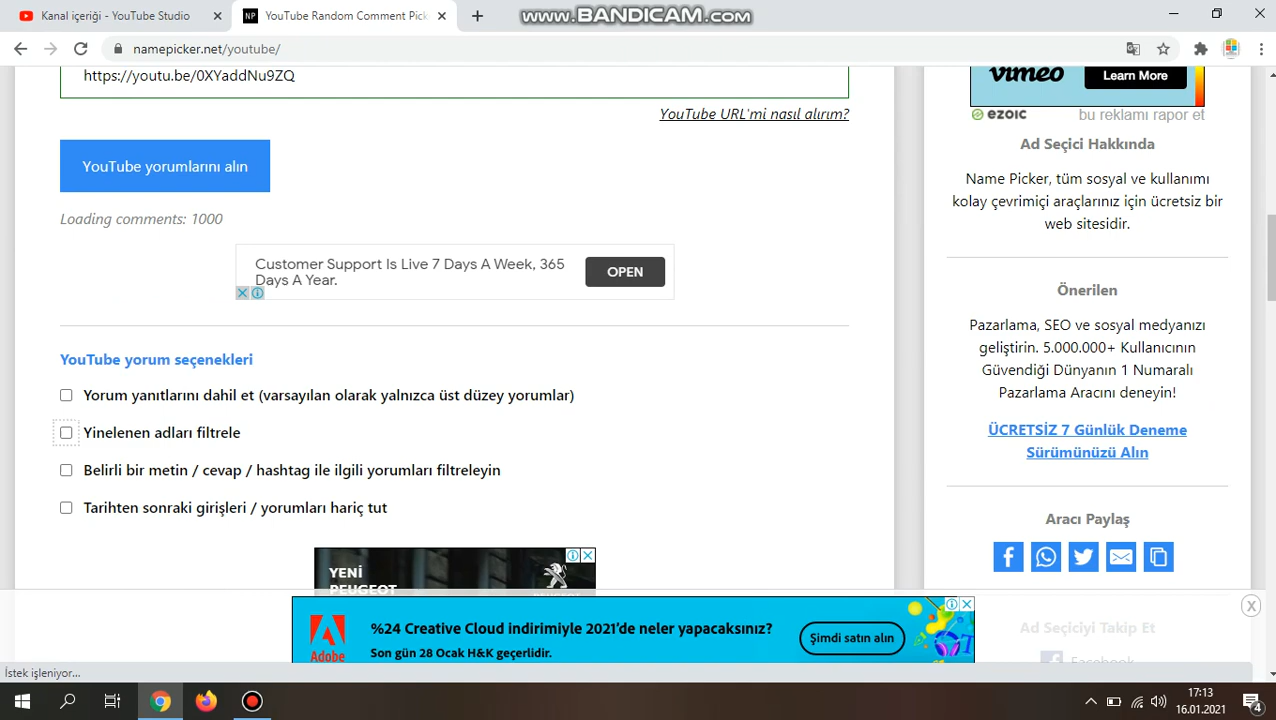 Kanal içeriği - YouTube Studio
NP YouTube Random Comment Pick
www.BANDICAM.com
namepicker.net/youtube/
https://youtu.be/0XYaddNu9ZQ
YouTube URL'mi nasıl alırım?
YouTube yorumlarını alın
Loading comments: 1000
Customer Support Is Live 7 Days A Week, 365
Days A Year.
OPEN
YouTube yorum seçenekleri
Yorum yanıtlarını dahil et (varsayılan olarak yalnızca üst düzey yorumlar)
Yinelenen adları filtrele
Belirli bir metin / cevap / hashtag ile ilgili yorumları filtreleyin
Tarihten sonraki girişleri / yorumları hariç tut
YENİ
PEUGEOT
vimeo
Learn More
ezoic
bu reklamı rapor et
Ad Seçici Hakkında
Name Picker, tüm sosyal ve kullanımı
kolay çevrimiçi araçlarınız için ücretsiz bir
web sitesidir.
Önerilen
Pazarlama, SEO ve sosyal medyanızı
geliştirin. 5.000.000+ Kullanıcının
Güvendiği Dünyanın 1 Numaralı
Pazarlama Aracını deneyin!
ÜCRETSİZ 7 Günlük Deneme
Sürümünüzü Alın
Aracı Paylaş
Ad Seçiciyi Takip Et
Facebook
Adobe
%24 Creative Cloud indirimiyle 2021'de neler yapacaksınız?
Son gün 28 Ocak H&K geçerlidir.
Şimdi satın alın
İstek işleniyor...
17:13
16.01.2021
4